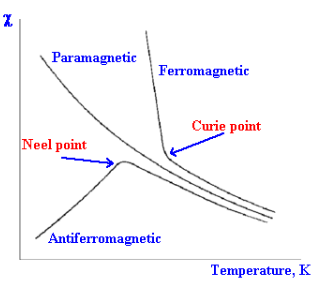 χ
Paramagnetic
Ferromagnetic
Curie point
Neel point
Antiferromagnetic
Temperature, K